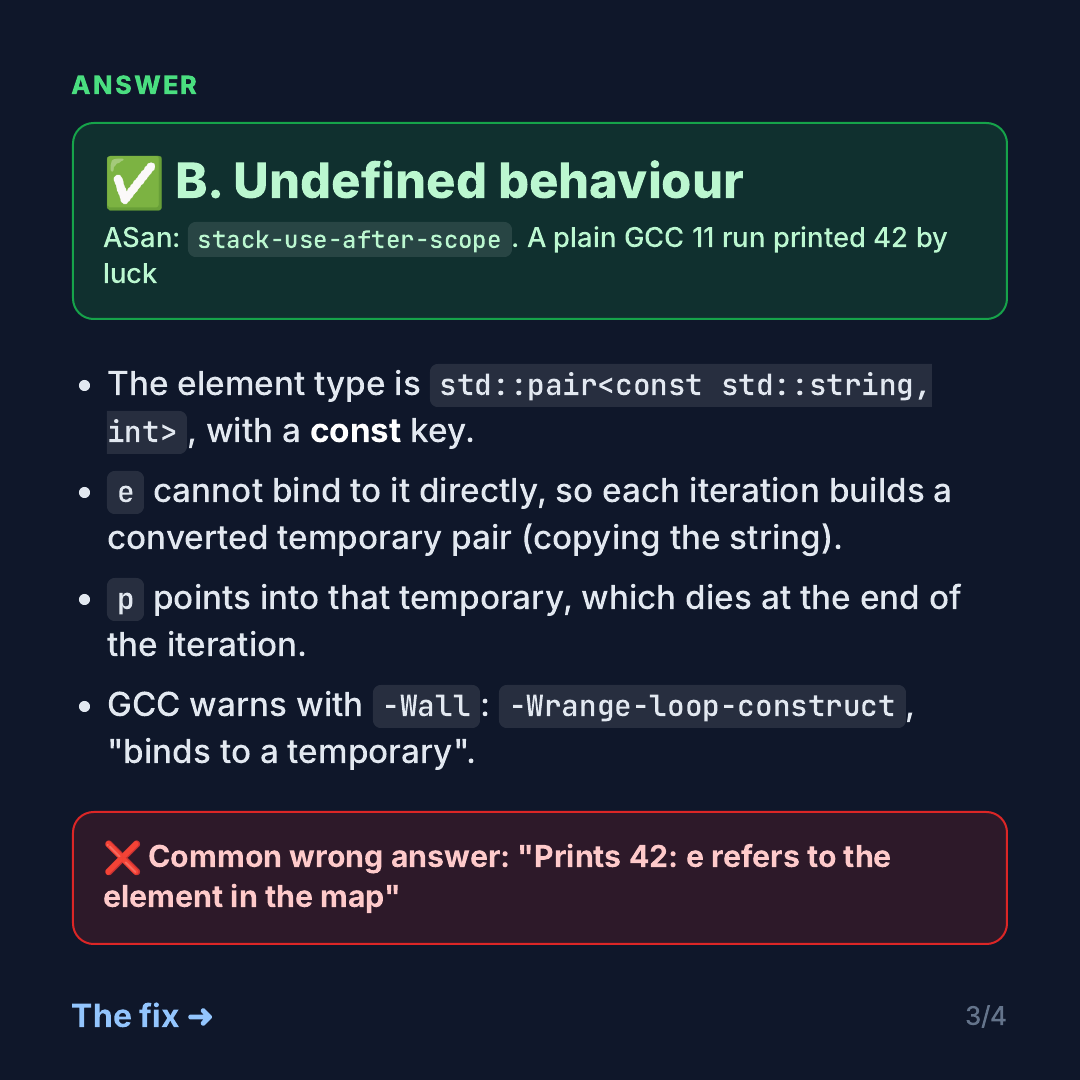 ANSWER
✅ B. Undefined behaviour
ASan: stack-use-after-scope. A plain GCC 11 run printed 42 by
luck
• The element type is std::pair<const std::string,
int>, with a const key.
• e cannot bind to it directly, so each iteration builds a
converted temporary pair (copying the string).
• p points into that temporary, which dies at the end of
the iteration.
• GCC warns with -Wall: -Wrange-loop-construct,
"binds to a temporary".
❌ Common wrong answer: "Prints 42: e refers to the
element in the map"
The fix ➜
3/4